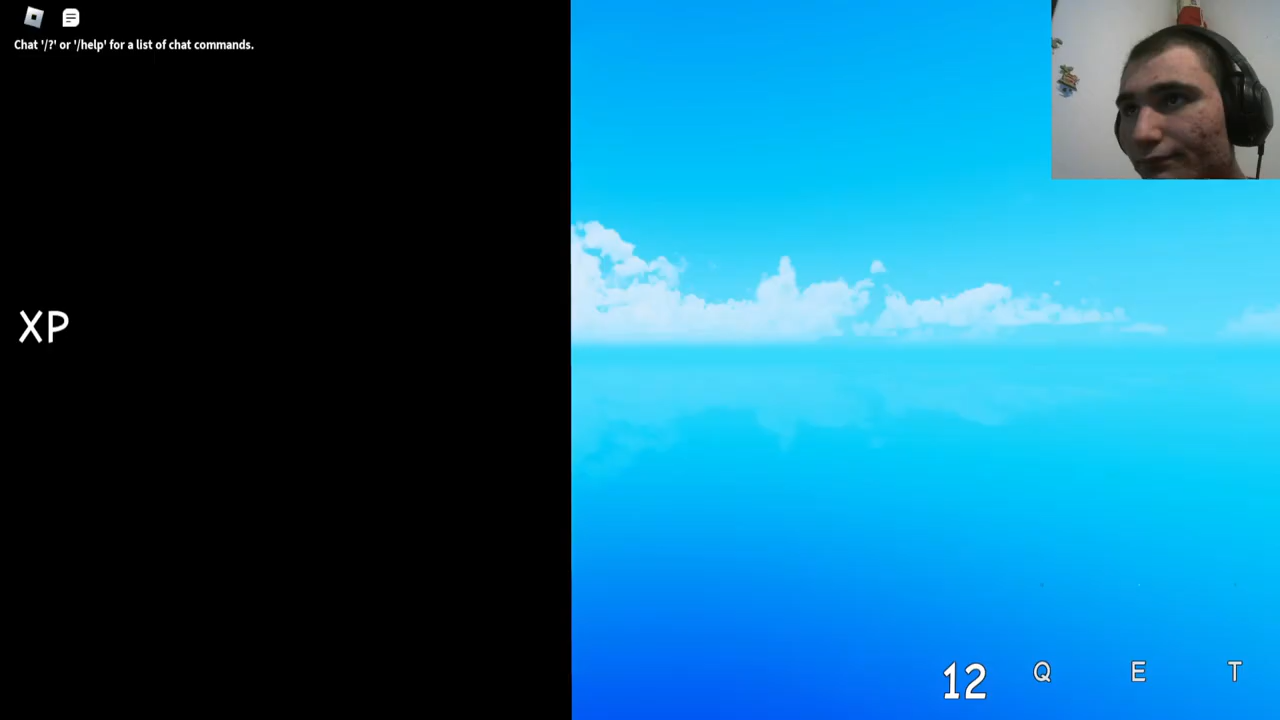 Chat '/?' or '/help' for a list of chat commands.
XP
12 Q E T